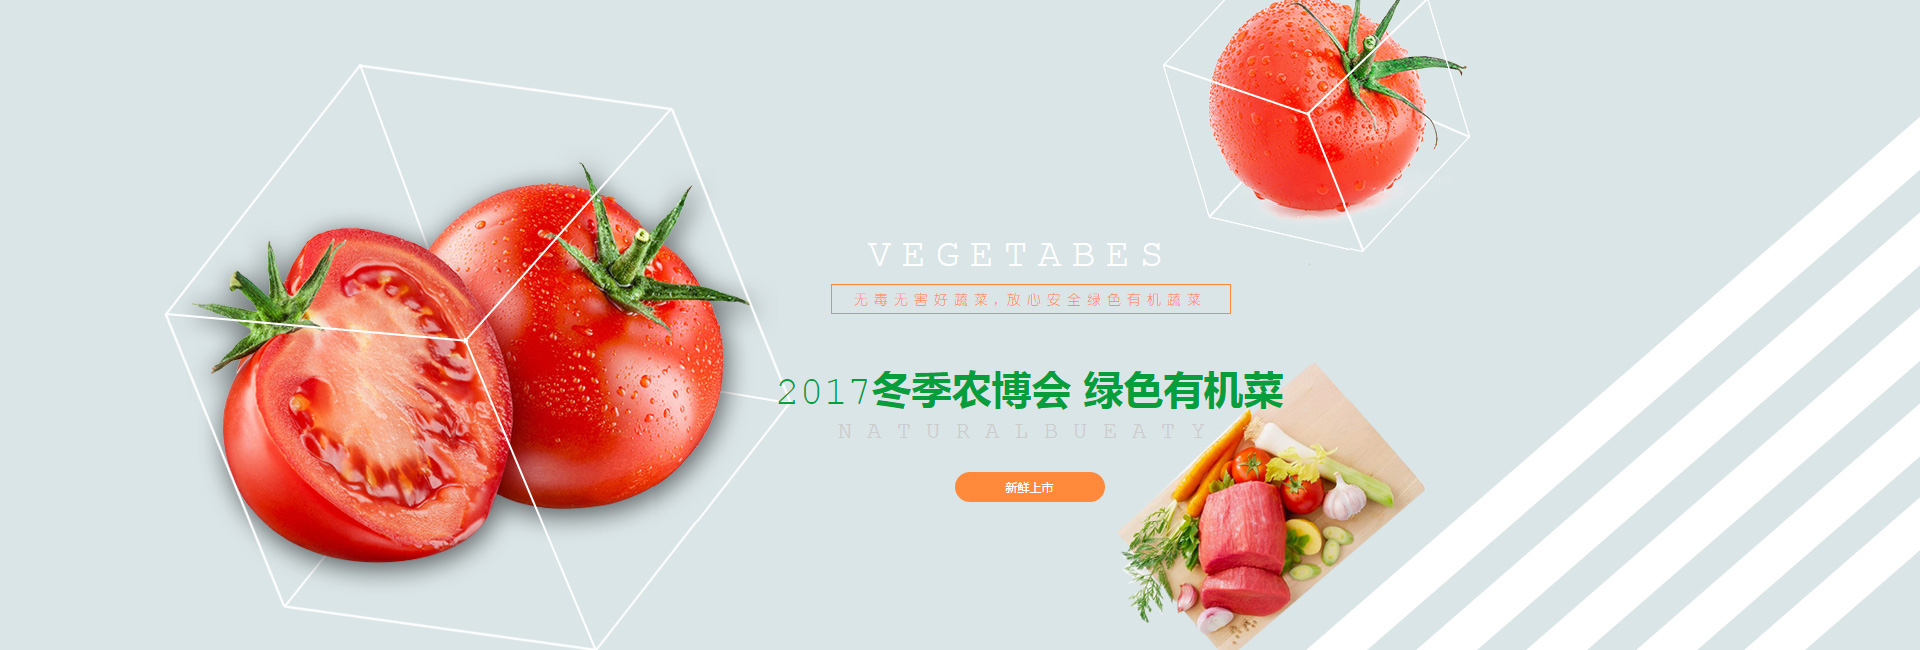 VEGETABES
无毒无害好蔬菜,放心安全绿色有机蔬菜
2017冬季农博会 绿色有机菜
NATURALBUEATY
新鲜上市